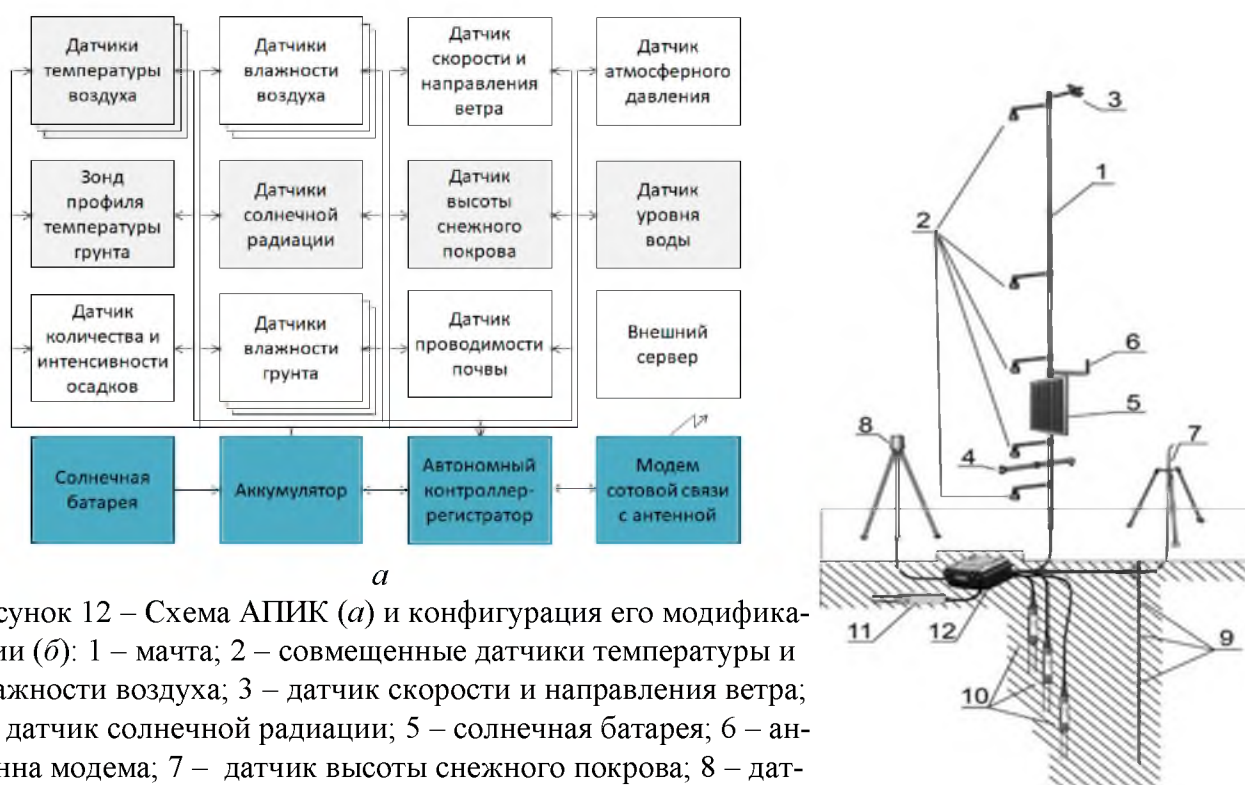 Датчики
температуры
воздуха
Датчики
влажности
воздуха
Датчик
скорости и
направления
ветра
Датчик
атмосферного
давления
Зонд
профиля
температуры
грунта
Датчики
солнечной
радиации
Датчик
высоты
снежного
покрова
Датчик
уровня
воды
Датчик
количества и
интенсивности
осадков
Датчики
влажности
грунта
Датчик
проводимости
почвы
Внешний
сервер
Солнечная
батарея
Аккумулятор
Автономный
контроллер-
регистратор
Модем
сотовой связи
с антенной
а
3
1
2
6
5
8
7
4
9
11
12
10
сунок 12 – Схема АПИК (а) и конфигурация его модифика-
ии (б): 1 – мачта; 2 – совмещенные датчики температуры и
ажности воздуха; 3 – датчик скорости и направления ветра;
датчик солнечной радиации; 5 – солнечная батарея; 6 – ан-
нна модема; 7 – датчик высоты снежного покрова; 8 – дат-